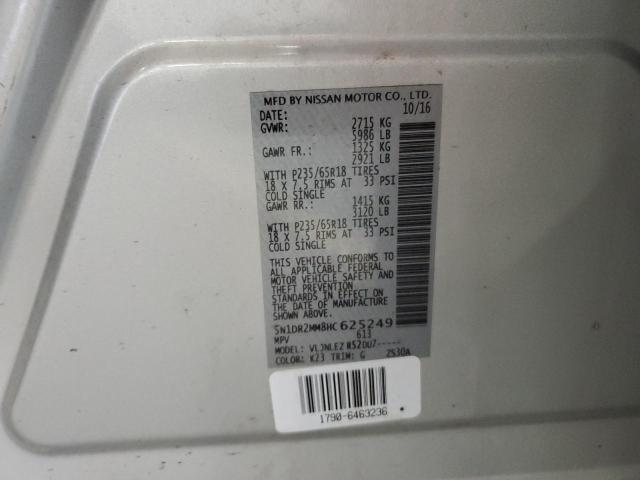 MFD BY NISSAN MOTOR CO., LTD.
DATE: 10/16
GVWR: 2715 KG
5986 LB
GAWR FR.: 1325 KG
2921 LB
WITH P235/65R18 TIRES
18 X 7.5 RIMS AT 33 PSI
COLD SINGLE
GAWR RR.: 1415 KG
3120 LB
WITH P235/65R18 TIRES
18 X 7.5 RIMS AT 33 PSI
COLD SINGLE
THIS VEHICLE CONFORMS TO
ALL APPLICABLE FEDERAL
MOTOR VEHICLE SAFETY AND
THEFT PREVENTION
STANDARDS IN EFFECT ON
THE DATE OF MANUFACTURE
SHOWN ABOVE.
5N1DR2MM8HC625249
MPV 613
MODEL:
COLOR: K23 TRIM: G ZS30A
1790-6463236